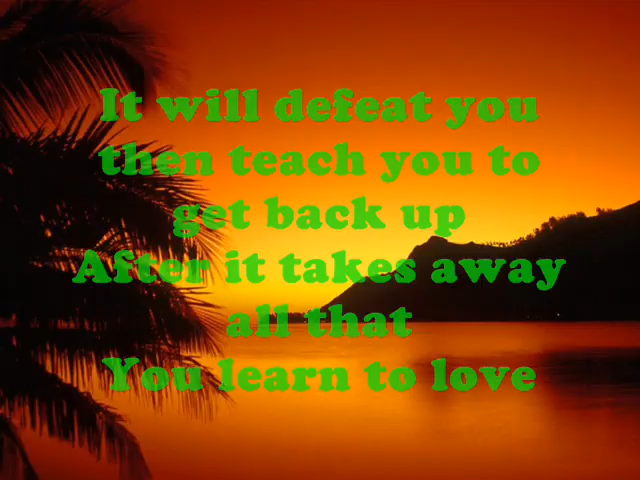 It will defeat you
then teach you to
get back up
After it takes away
all that
You learn to love